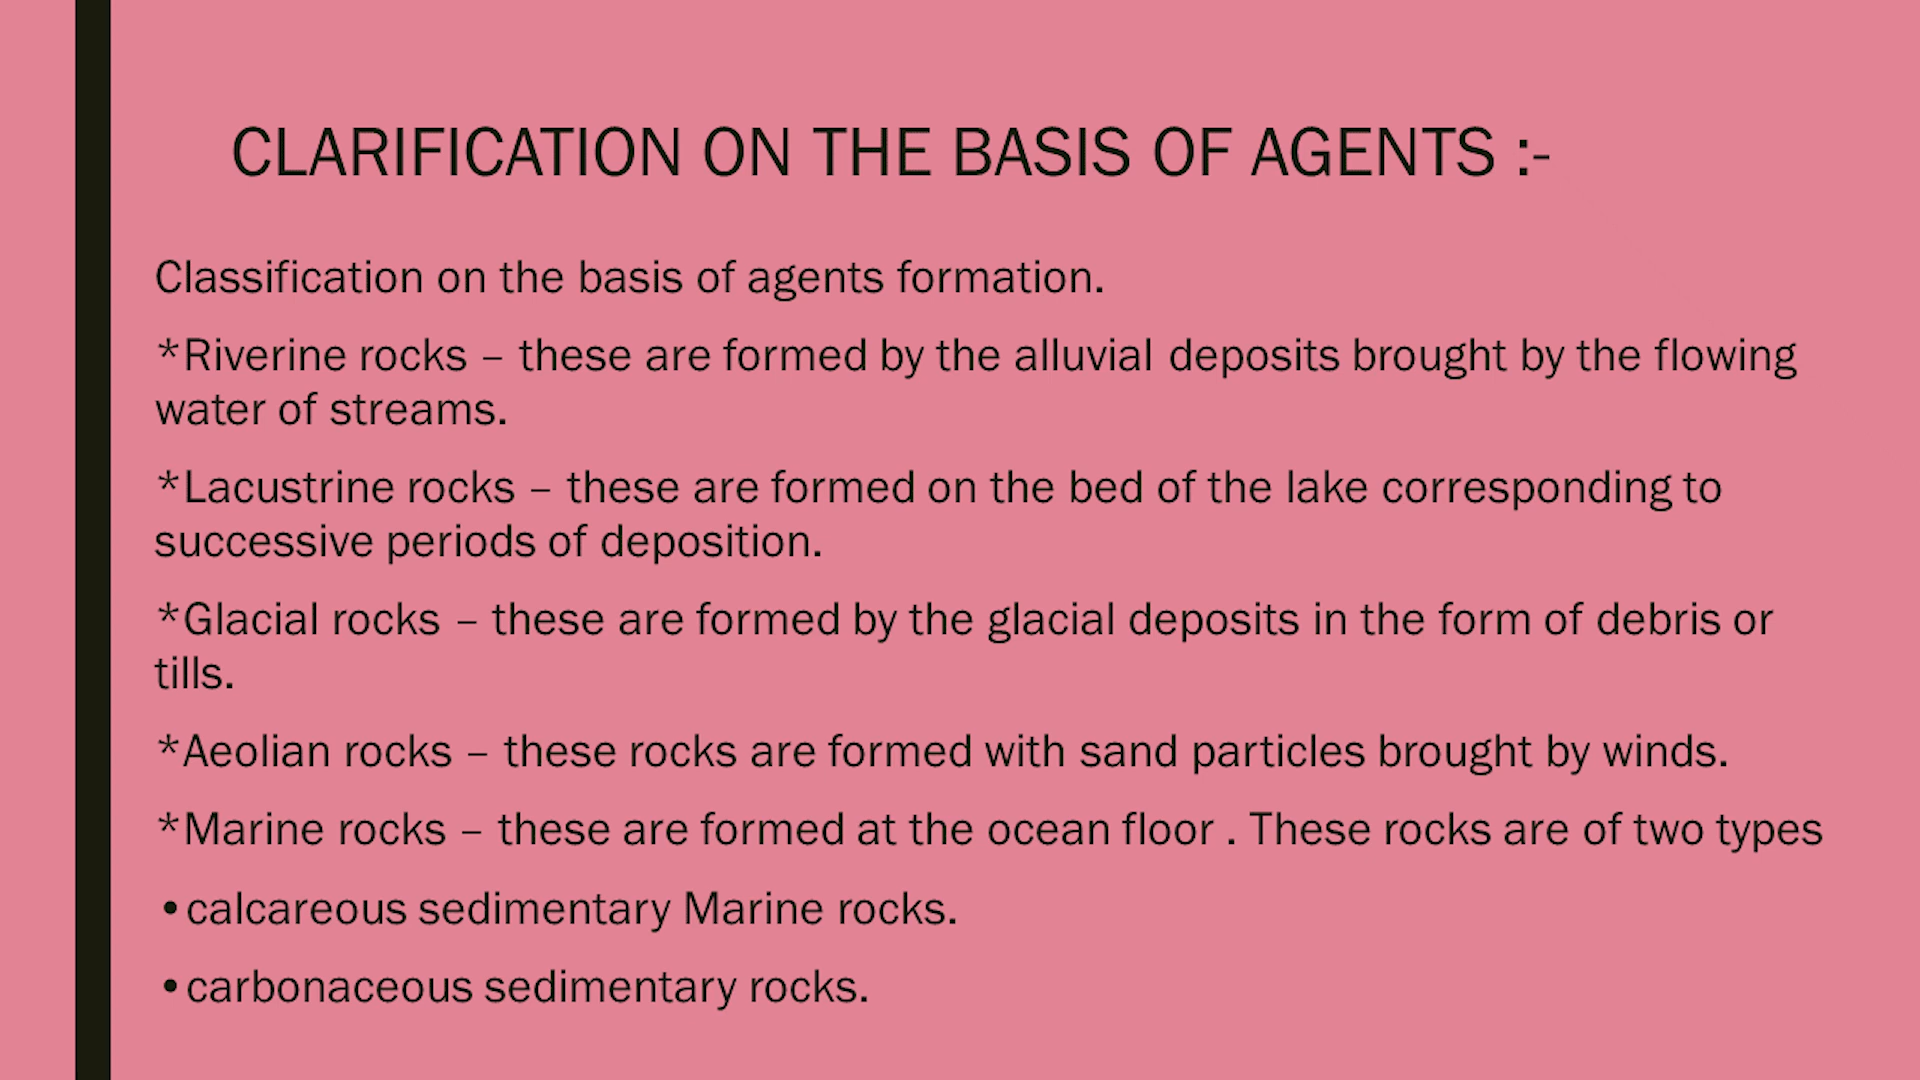 CLARIFICATION ON THE BASIS OF AGENTS :-
Classification on the basis of agents formation.
*Riverine rocks – these are formed by the alluvial deposits brought by the flowing
water of streams.
*Lacustrine rocks – these are formed on the bed of the lake corresponding to
successive periods of deposition.
*Glacial rocks – these are formed by the glacial deposits in the form of debris or
tills.
*Aeolian rocks – these rocks are formed with sand particles brought by winds.
*Marine rocks – these are formed at the ocean floor . These rocks are of two types
•calcareous sedimentary Marine rocks.
•carbonaceous sedimentary rocks.